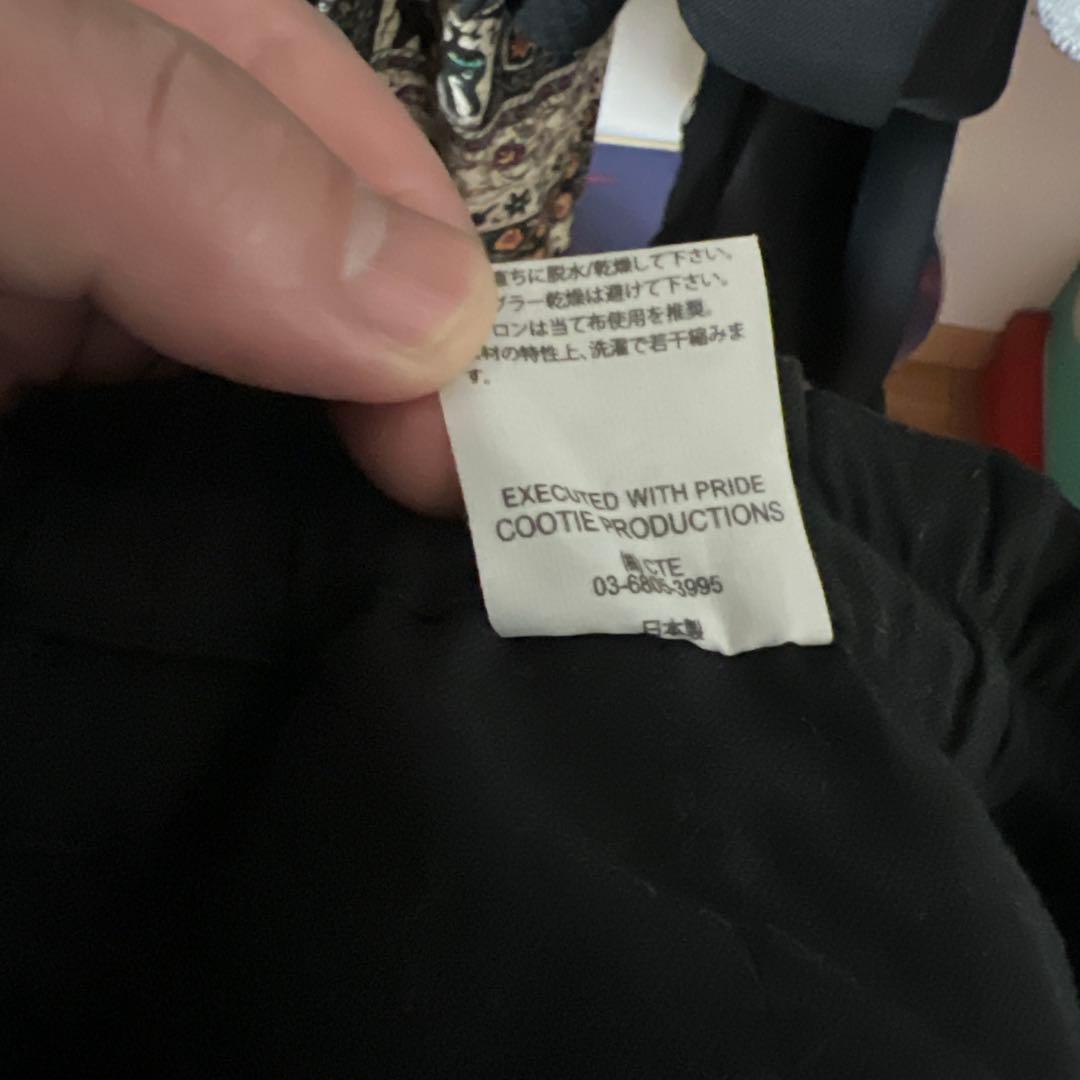 直ちに脱水/乾燥して下さい。
ブラー乾燥は避けて下さい。
ロンは当て布使用を推奨。
材の特性上、洗濯で若干縮みま
す。
EXECUTED WITH PRIDE
COOTIE PRODUCTIONS
㈲CTE
03-6805-3995
日本製